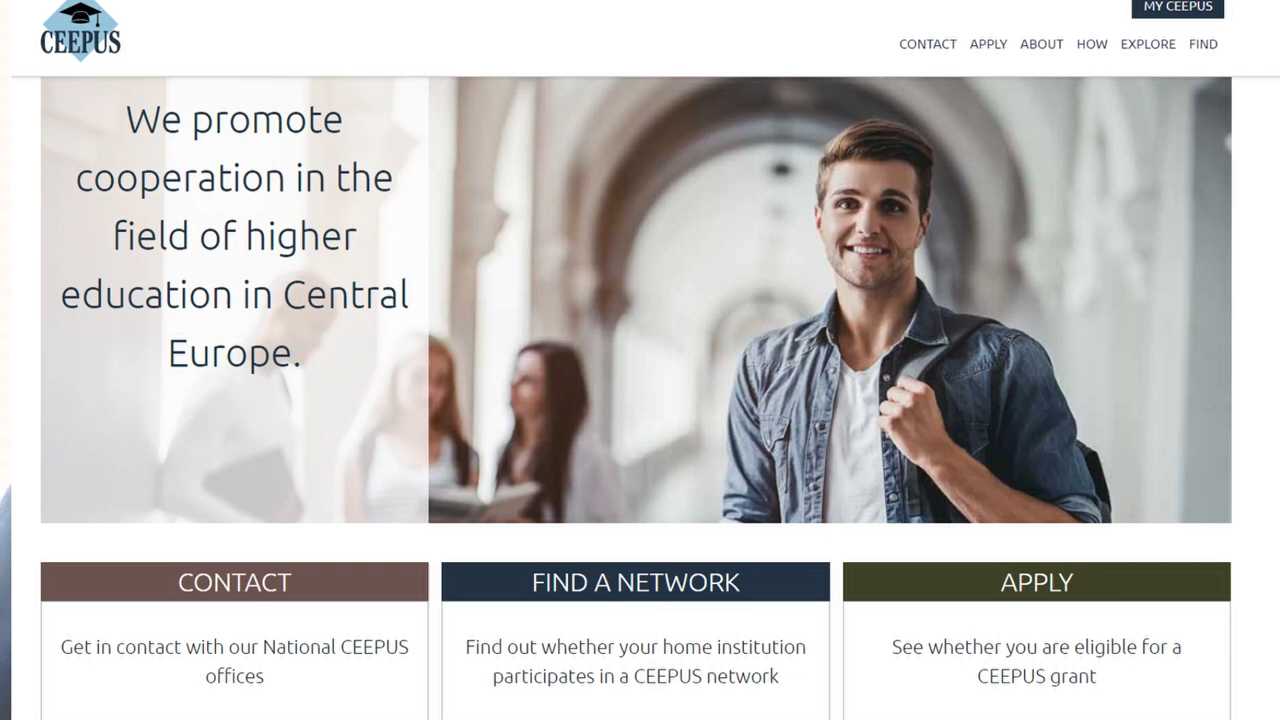 MY CEEPUS
CEEPUS
CONTACT APPLY ABOUT HOW EXPLORE FIND
We promote
cooperation in the
field of higher
education in Central
Europe.
CONTACT
Get in contact with our National CEEPUS
offices
FIND A NETWORK
Find out whether your home institution
participates in a CEEPUS network
APPLY
See whether you are eligible for a
CEEPUS grant